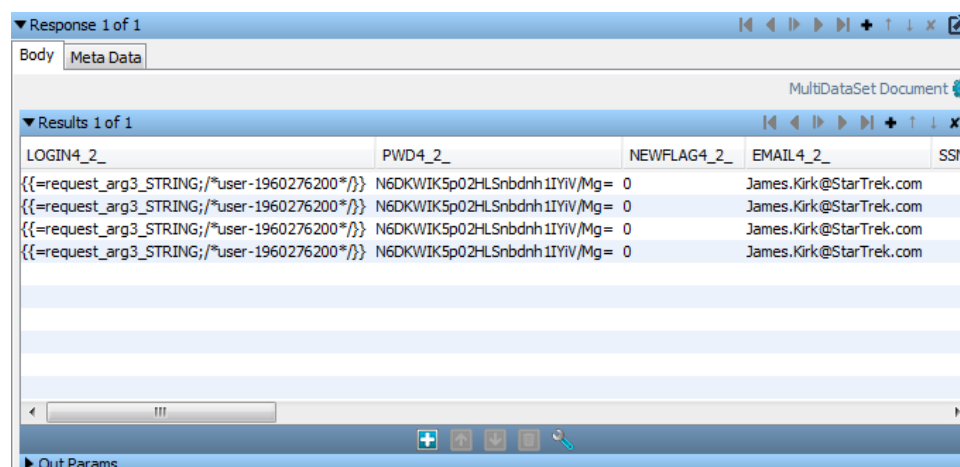 Response 1 of 1
Body Meta Data
MultiDataSet Document
Results 1 of 1
LOGIN4_2_ PWD4_2_ NEWFLAG4_2_ EMAIL4_2_ SSN
{{=request_arg3_STRING;/*user-1960276200*/}} N6DKWIK5p02HLSnbdnh1IYiV/Mg= 0 James.Kirk@StarTrek.com
{{=request_arg3_STRING;/*user-1960276200*/}} N6DKWIK5p02HLSnbdnh1IYiV/Mg= 0 James.Kirk@StarTrek.com
{{=request_arg3_STRING;/*user-1960276200*/}} N6DKWIK5p02HLSnbdnh1IYiV/Mg= 0 James.Kirk@StarTrek.com
{{=request_arg3_STRING;/*user-1960276200*/}} N6DKWIK5p02HLSnbdnh1IYiV/Mg= 0 James.Kirk@StarTrek.com
Out Params